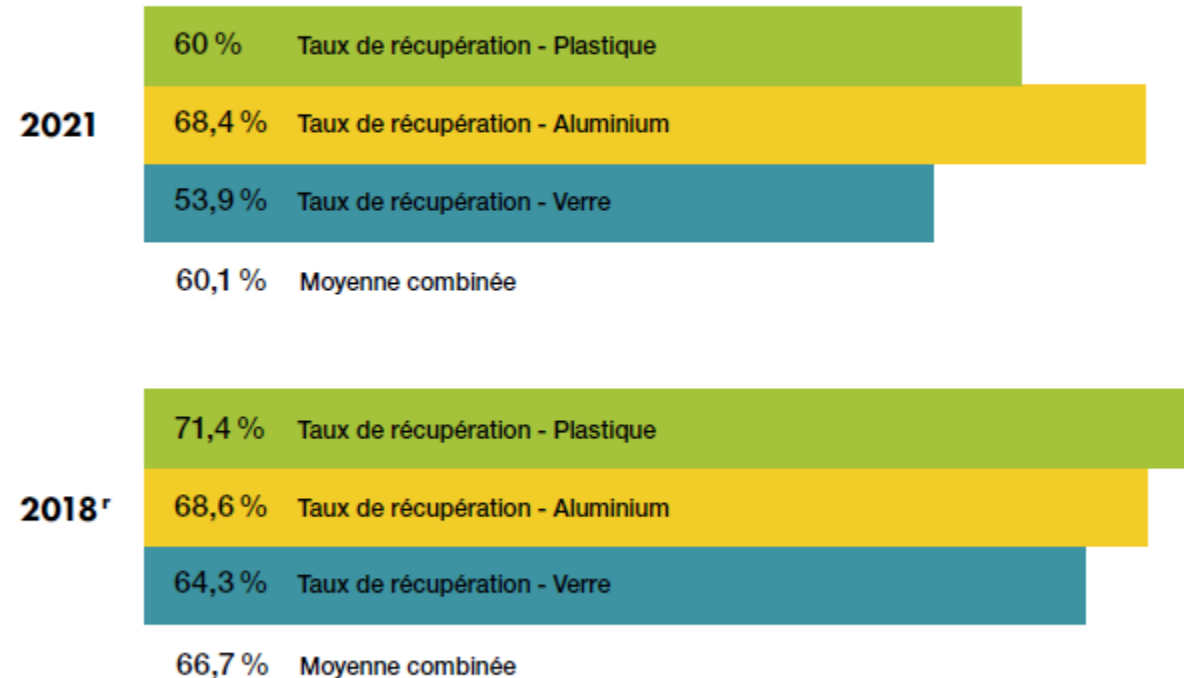 60 % Taux de récupération - Plastique
2021
68,4 % Taux de récupération - Aluminium
53,9 % Taux de récupération - Verre
60,1 % Moyenne combinée
71,4 % Taux de récupération - Plastique
2018 r
68,6 % Taux de récupération - Aluminium
64,3 % Taux de récupération - Verre
66,7 % Moyenne combinée